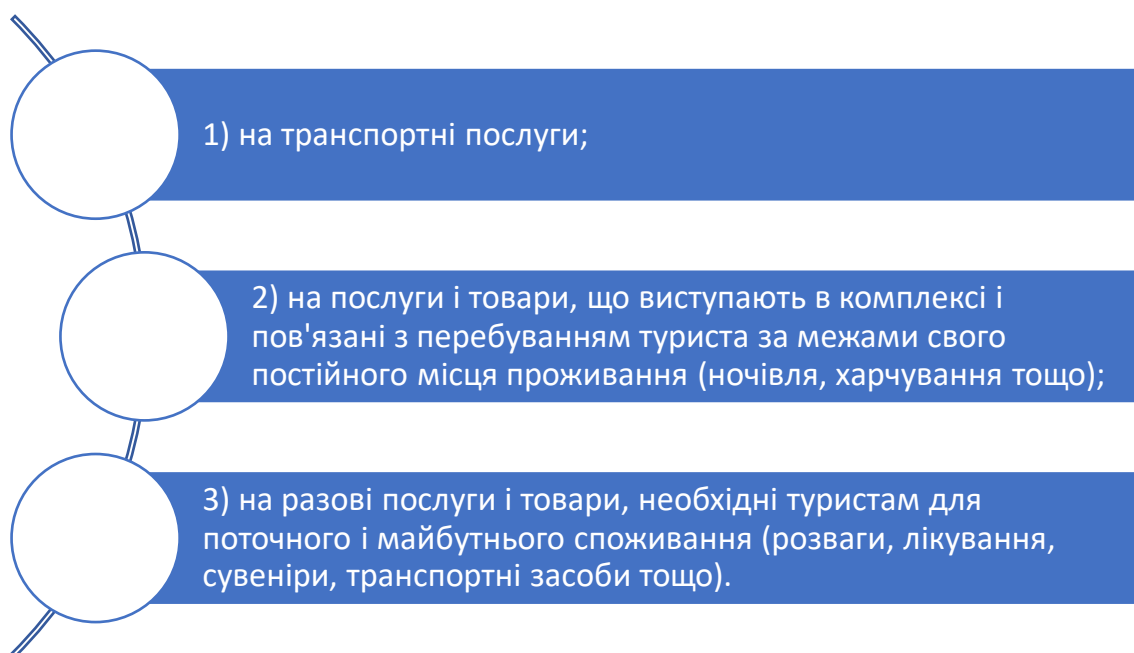 1) на транспортні послуги;
2) на послуги і товари, що виступають в комплексі і
пов'язані з перебуванням туриста за межами свого
постійного місця проживання (ночівля, харчування тощо);
3) на разові послуги і товари, необхідні туристам для
поточного і майбутнього споживання (розваги, лікування,
сувеніри, транспортні засоби тощо).